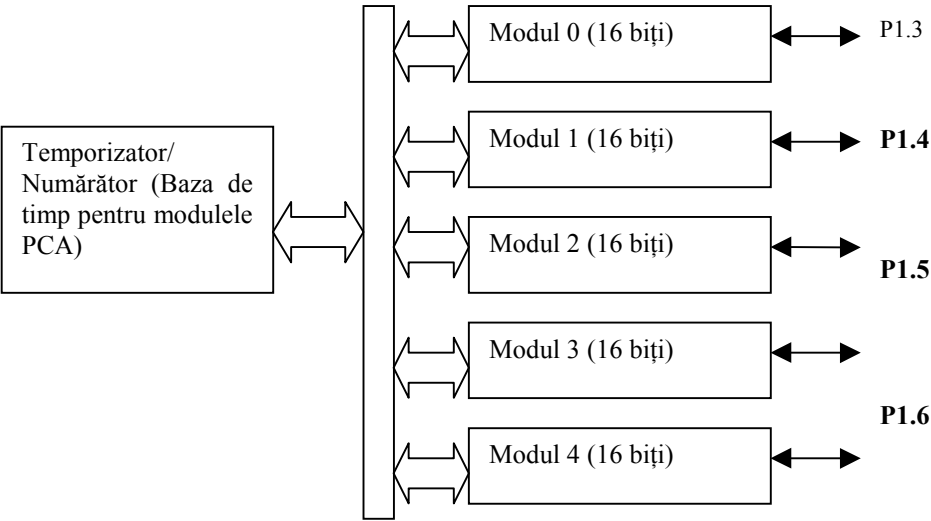 Modul 0 (16 biți)
P1.3
Modul 1 (16 biți)
P1.4
Temporizator/
Numărător (Baza de
timp pentru modulele
PCA)
Modul 2 (16 biți)
P1.5
Modul 3 (16 biți)
P1.6
Modul 4 (16 biți)